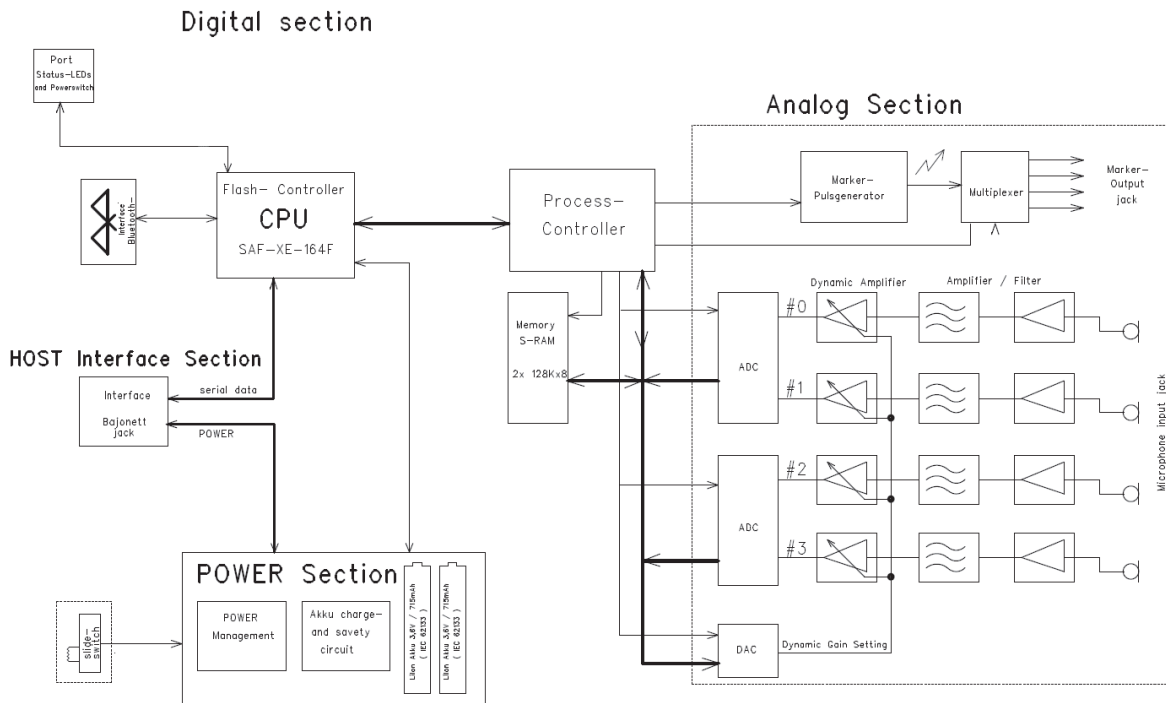 Digital section
Port
Status-LEDs
and Powerswitch
Flash- Controller
CPU
SAF-XE-164F
Interface
Bluetooth-
HOST Interface Section
Interface
Bajonett
jack
serial data
POWER
POWER Section
POWER
Management
Akku charge-
and savety
circuit
LiIon Akku 3,6V / 715mAh
( IEC 62133 )
LiIon Akku 3,6V / 715mAh
( IEC 62133 )
slide-
switch
Process-
Controller
Memory
S-RAM
2x 128Kx8
Analog Section
Marker-
Pulsgenerator
Multiplexer
Marker-
Output
jack
Dynamic Amplifier
Amplifier / Filter
ADC
#0
#1
ADC
#2
#3
DAC
Dynamic Gain Setting
Microphone input jack